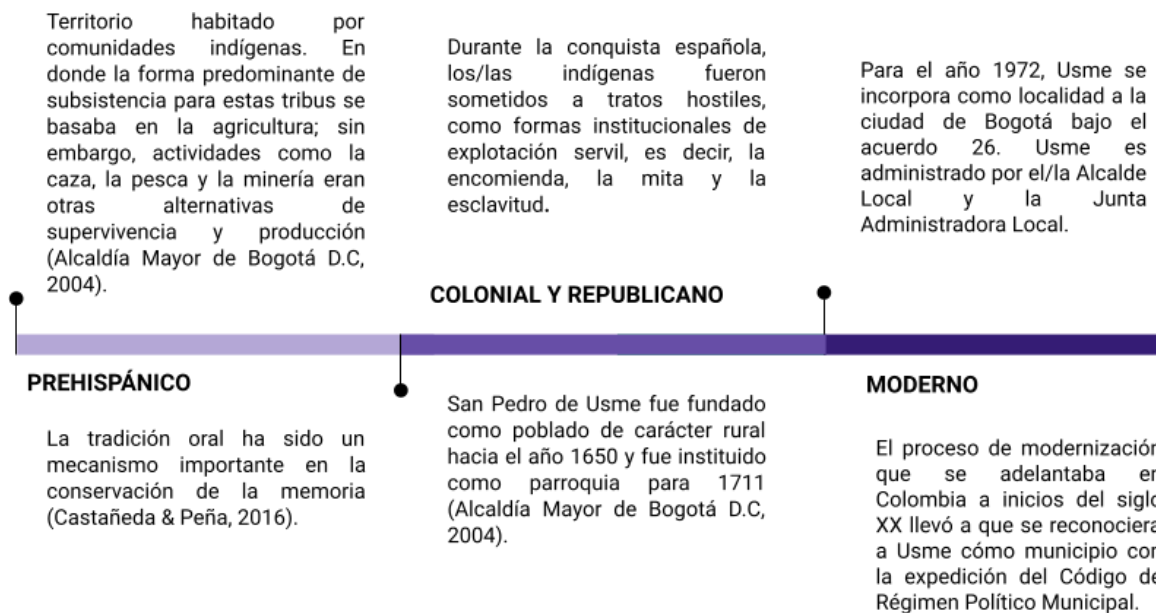 Territorio habitado por
comunidades indígenas. En
donde la forma predominante de
subsistencia para estas tribus se
basaba en la agricultura; sin
embargo, actividades como la
caza, la pesca y la minería eran
otras alternativas de
supervivencia y producción
(Alcaldía Mayor de Bogotá D.C,
2004).
PREHISPÁNICO
La tradición oral ha sido un
mecanismo importante en la
conservación de la memoria
(Castañeda & Peña, 2016).
Durante la conquista española,
los/las indígenas fueron
sometidos a tratos hostiles,
como formas institucionales de
explotación servil, es decir, la
encomienda, la mita y la
esclavitud.
COLONIAL Y REPUBLICANO
San Pedro de Usme fue fundado
como poblado de carácter rural
hacia el año 1650 y fue instituido
como parroquia para 1711
(Alcaldía Mayor de Bogotá D.C,
2004).
Para el año 1972, Usme se
incorpora como localidad a la
ciudad de Bogotá bajo el
acuerdo 26. Usme es
administrado por el/la Alcalde
Local y la Junta
Administradora Local.
MODERNO
El proceso de modernización
que se adelantaba en
Colombia a inicios del siglo
XX llevó a que se reconociera
a Usme cómo municipio con
la expedición del Código de
Régimen Político Municipal.